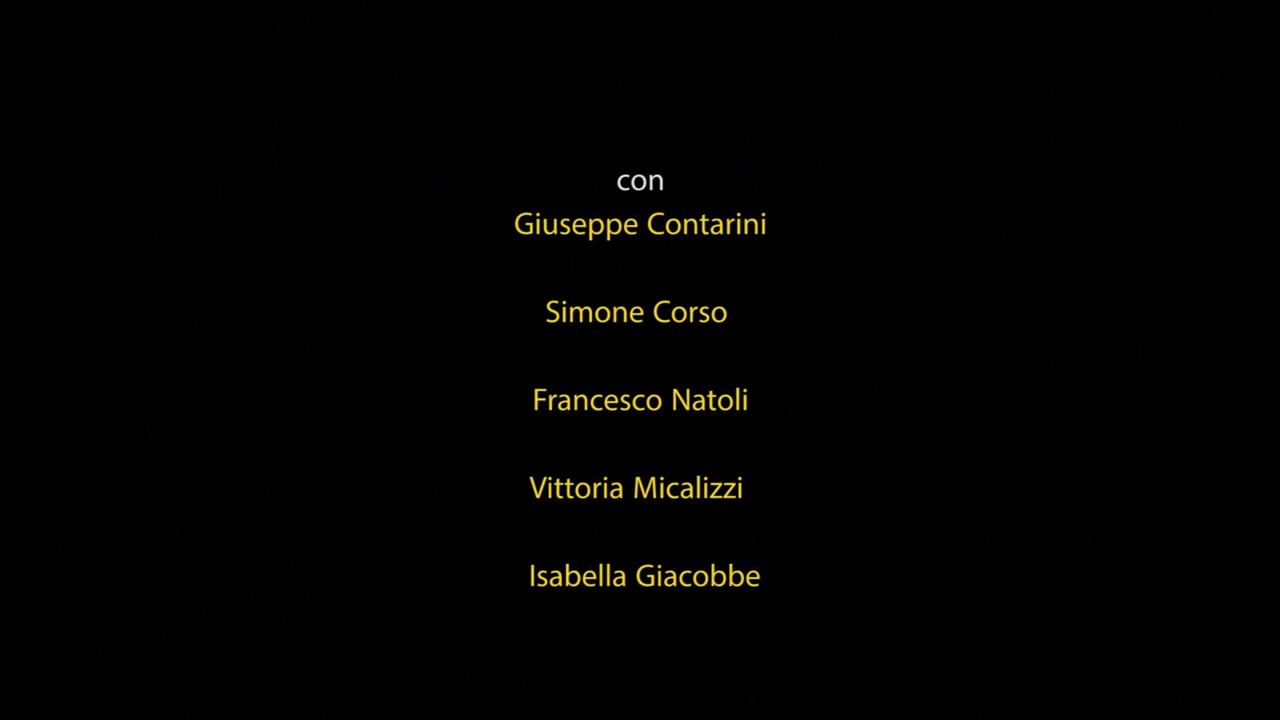 con
Giuseppe Contarini
Simone Corso
Francesco Natoli
Vittoria Micalizzi
Isabella Giacobbe